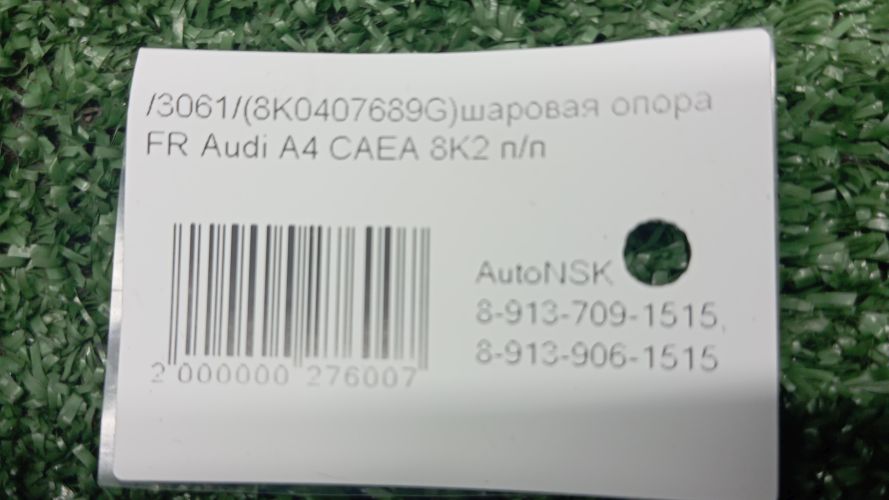 /3061/(8K0407689G)шаровая опора
FR Audi A4 CAEA 8K2 п/п
AutoNSK
8-913-709-1515,
8-913-906-1515
2 000000 276007